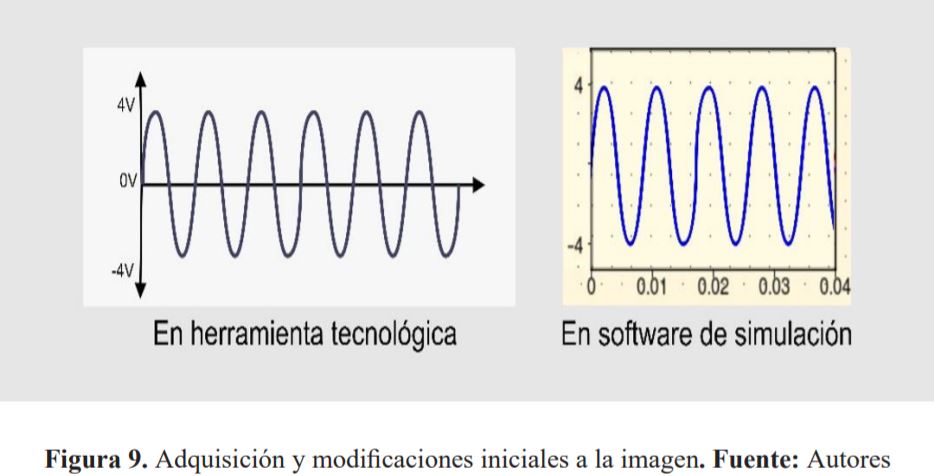 4V
0V
-4V
En herramienta tecnológica
4
-4
0 0.01 0.02 0.03 0.04
En software de simulación
Figura 9. Adquisición y modificaciones iniciales a la imagen. Fuente: Autores